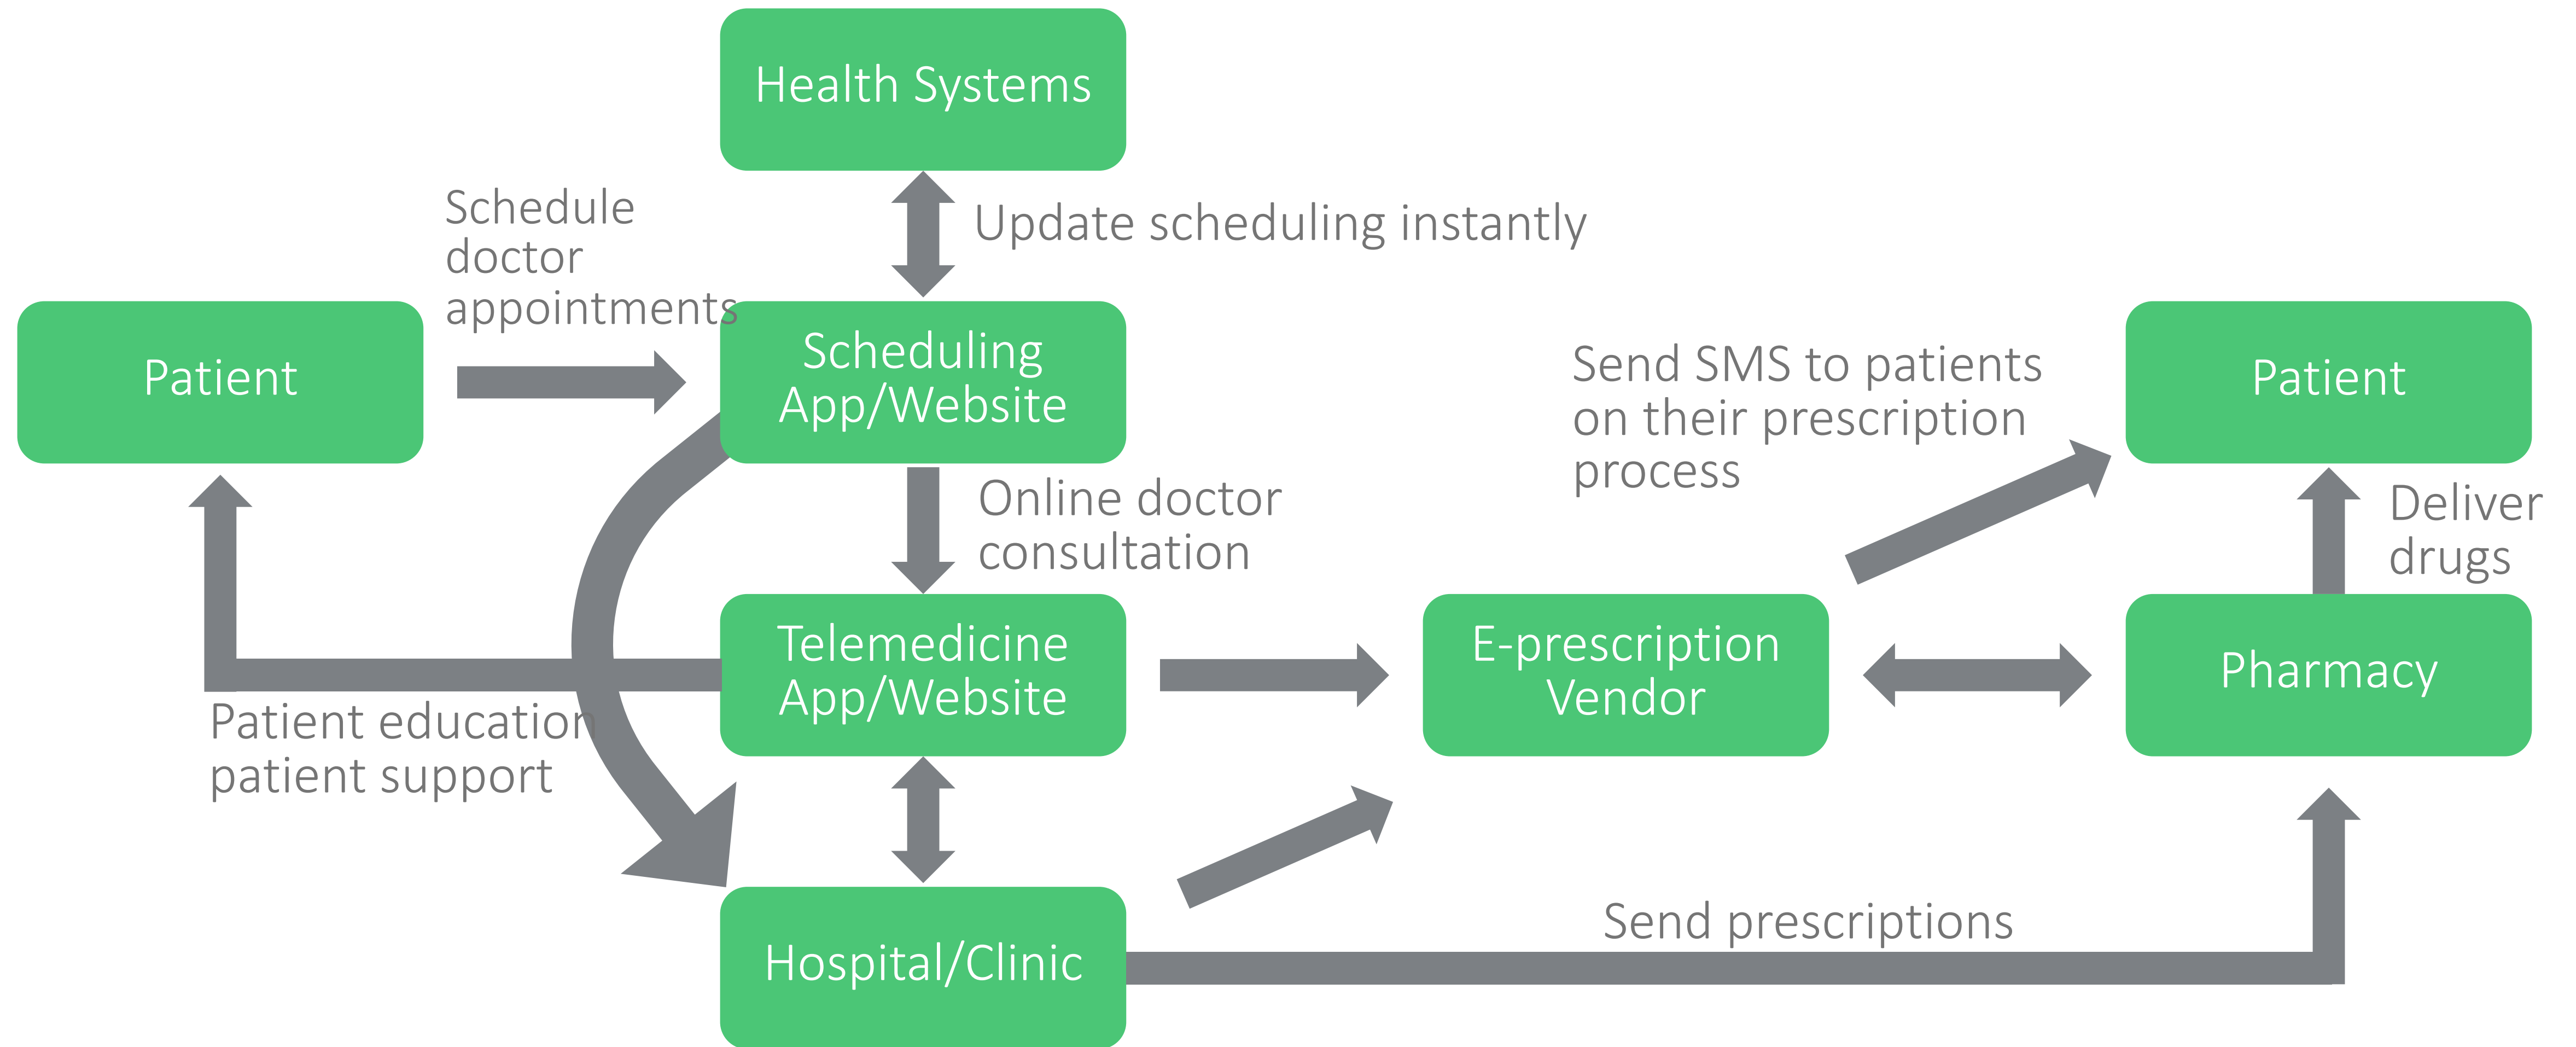 Health Systems
Schedule
doctor
appointments
Update scheduling instantly
Patient
Scheduling
App/Website
Send SMS to patients
on their prescription
process
Patient
Online doctor
consultation
Deliver
drugs
Telemedicine
App/Website
E-prescription
Vendor
Pharmacy
Patient education
patient support
Send prescriptions
Hospital/Clinic